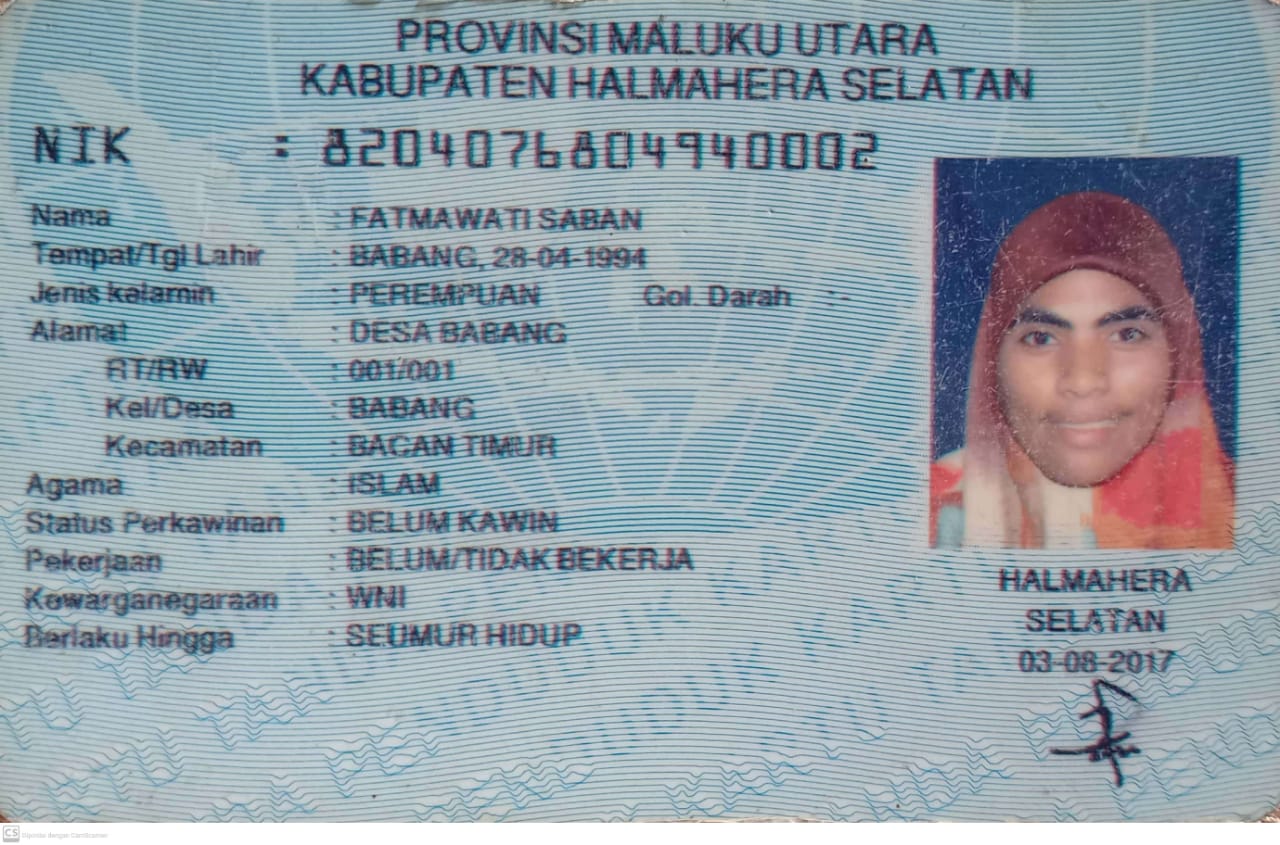 PROVINSI MALUKU UTARA
KABUPATEN HALMAHERA SELATAN
NIK : 8204076804940002
Nama : FATMAWATI SABAN
Tempat/Tgl Lahir : BABANG, 28-04-1994
Jenis kelamin : PEREMPUAN Gol. Darah : -
Alamat : DESA BABANG
RT/RW : 001/001
Kel/Desa : BABANG
Kecamatan : BACAN TIMUR
Agama : ISLAM
Status Perkawinan : BELUM KAWIN
Pekerjaan : BELUM/TIDAK BEKERJA
Kewarganegaraan : WNI
Berlaku Hingga : SEUMUR HIDUP
HALMAHERA
SELATAN
03-08-2017
CS Dipindai dengan CamScanner